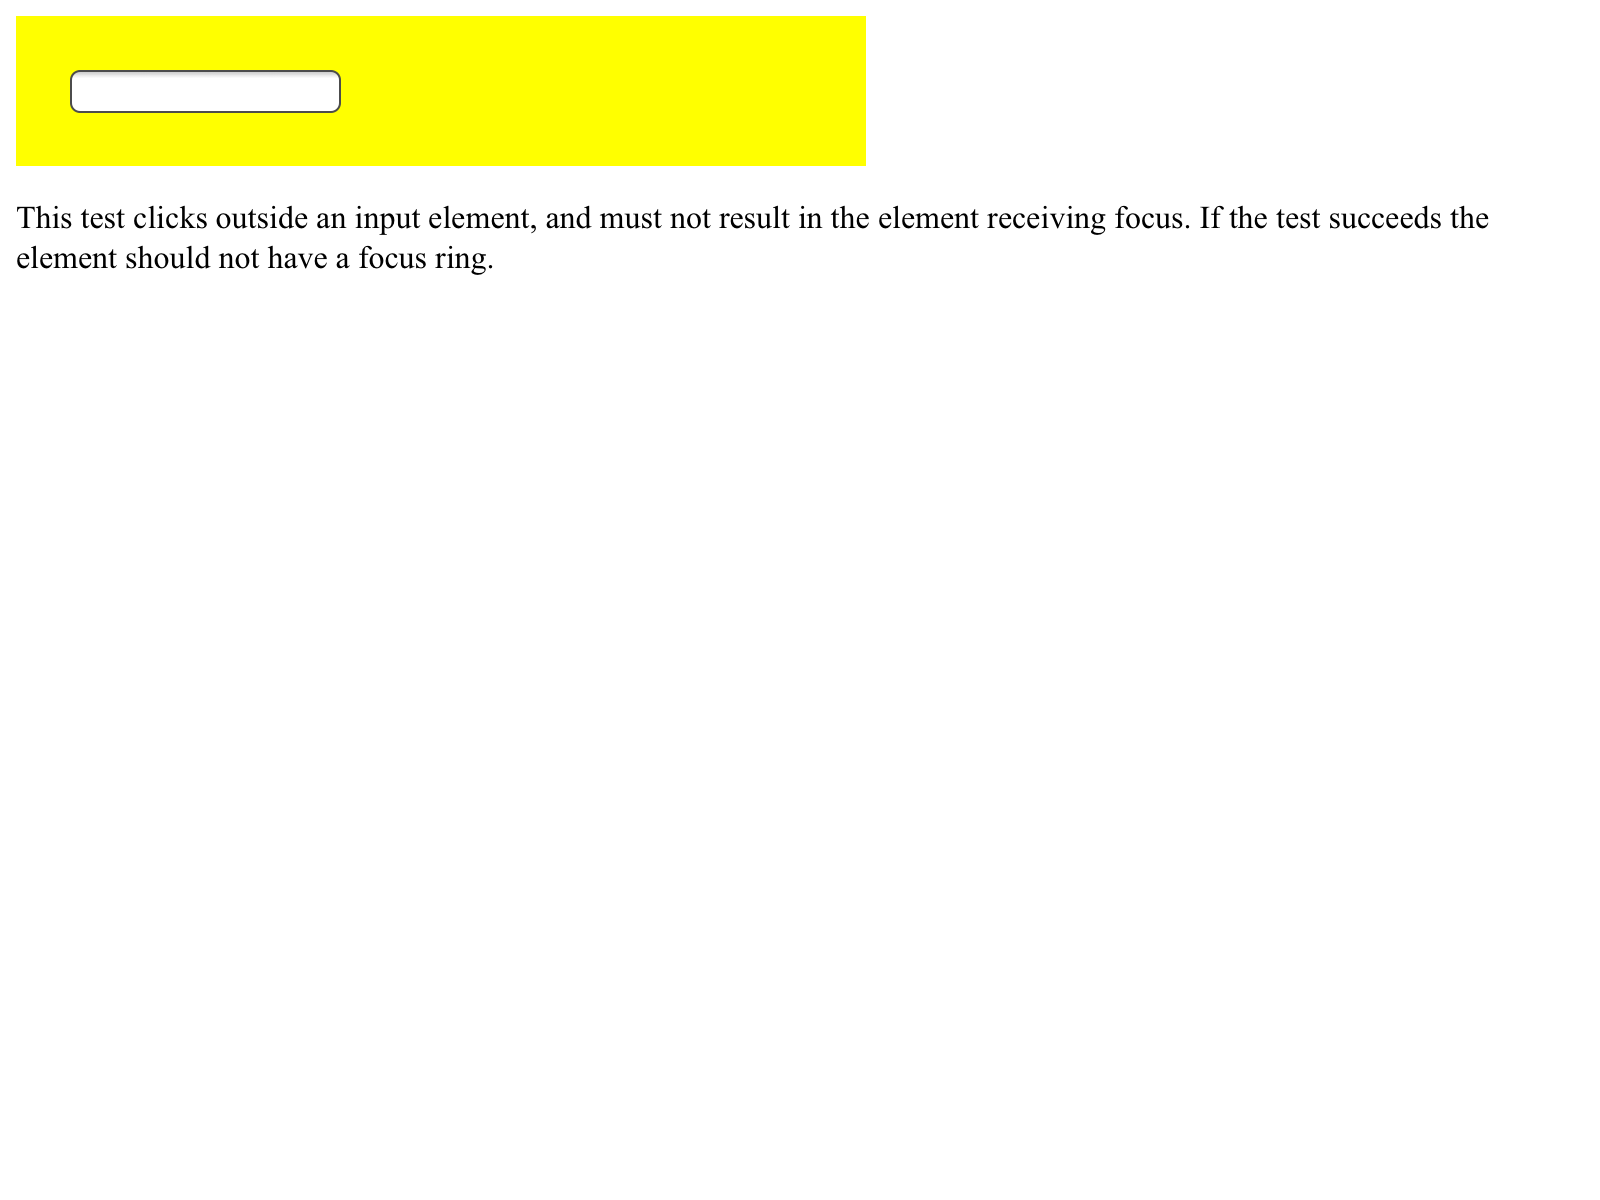 This test clicks outside an input element, and must not result in the element receiving focus. If the test succeeds the
element should not have a focus ring.